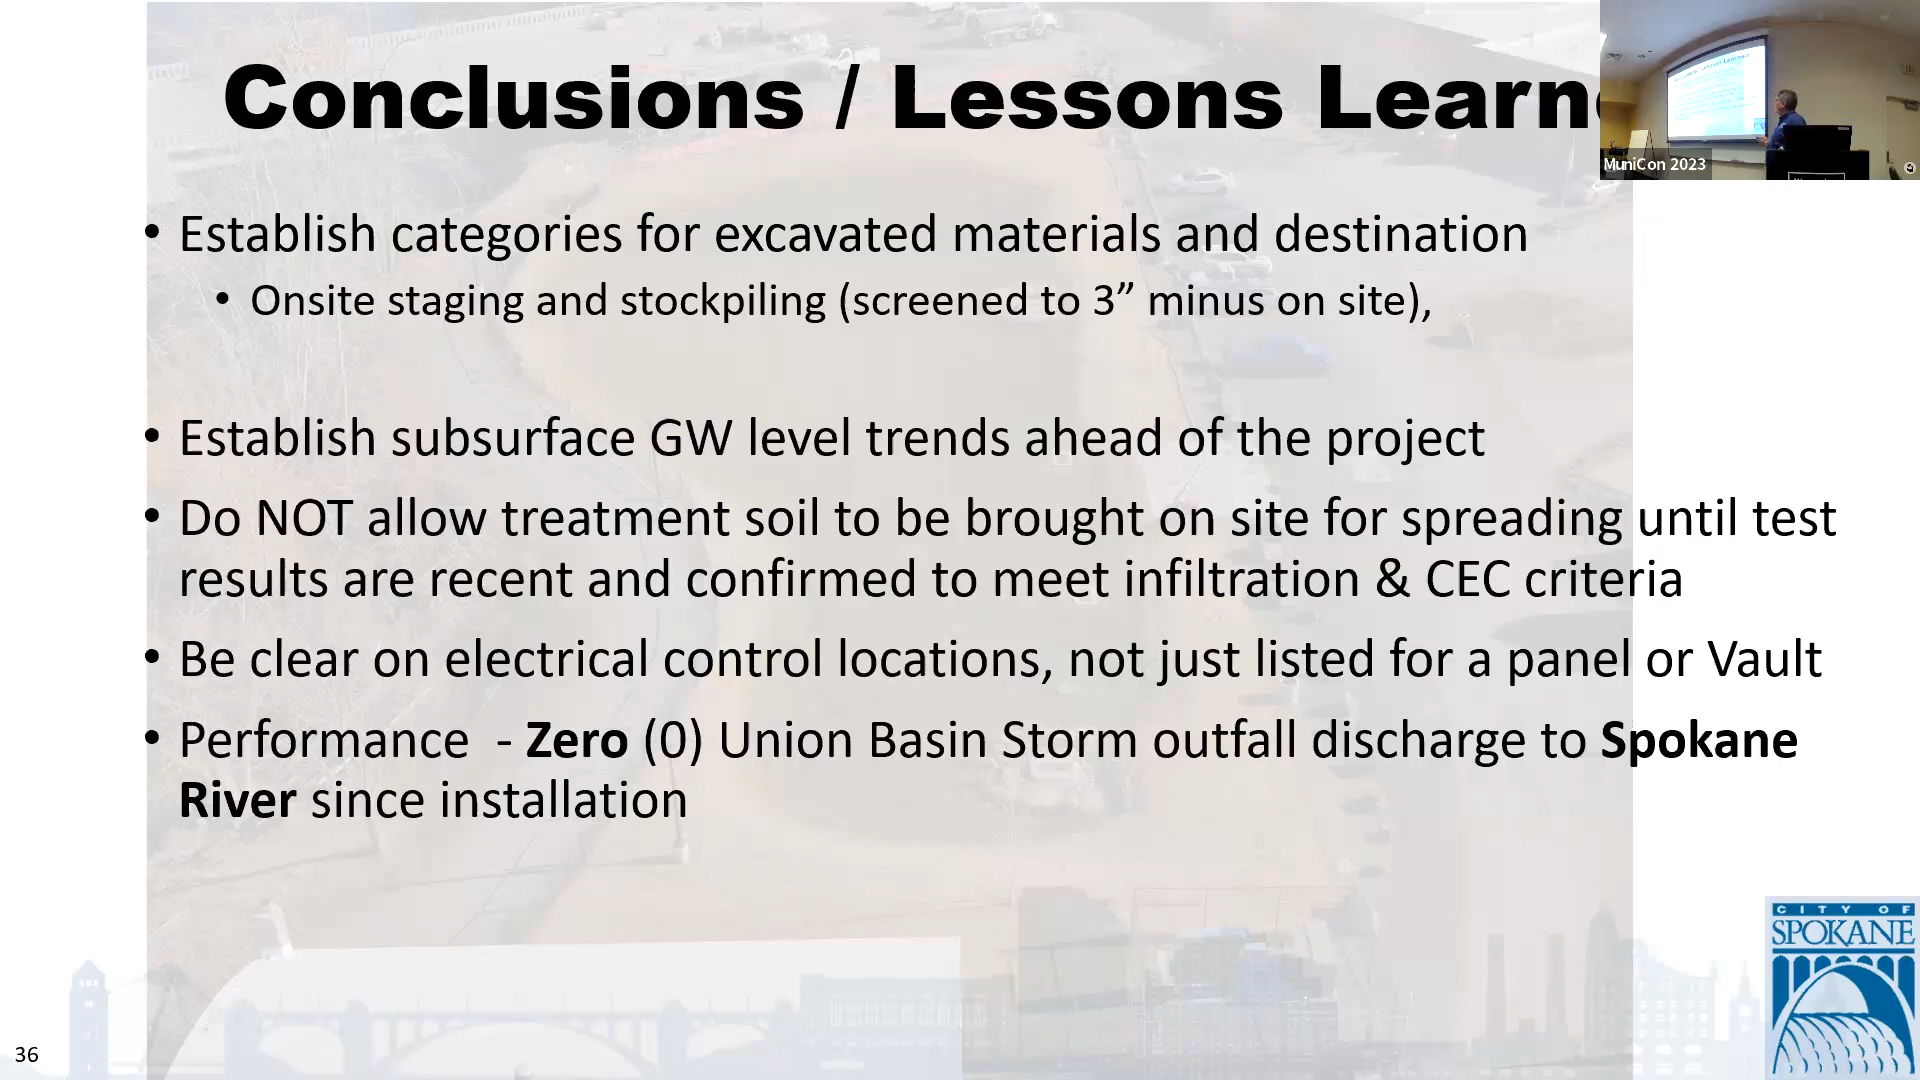 Conclusions / Lessons Learn
MuniCon 2023
• Establish categories for excavated materials and destination
• Onsite staging and stockpiling (screened to 3” minus on site),
• Establish subsurface GW level trends ahead of the project
• Do NOT allow treatment soil to be brought on site for spreading until test
results are recent and confirmed to meet infiltration & CEC criteria
• Be clear on electrical control locations, not just listed for a panel or Vault
• Performance - Zero (0) Union Basin Storm outfall discharge to Spokane
River since installation
CITY OF
SPOKANE
36